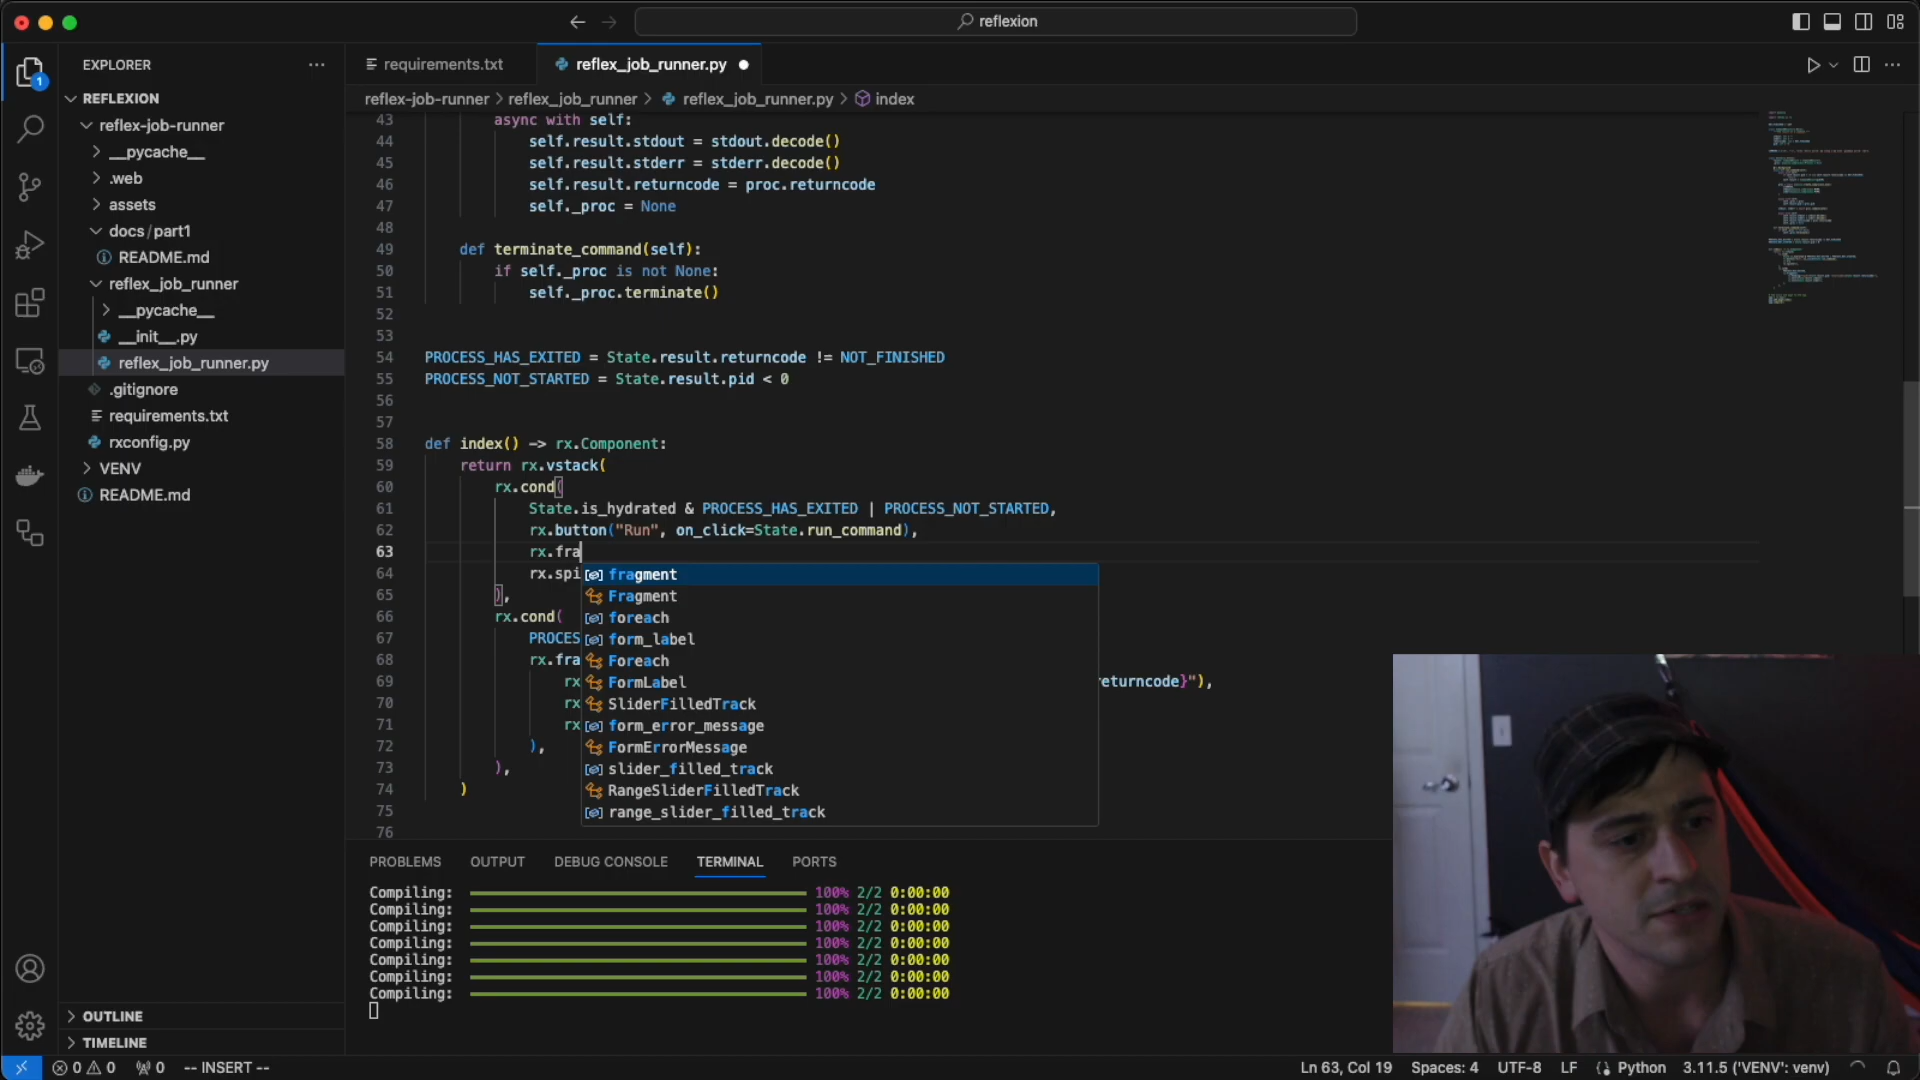 reflexion
EXPLORER
REFLEXION
reflex-job-runner
__pycache__
.web
assets
docs/part1
README.md
reflex_job_runner
__pycache__
__init__.py
reflex_job_runner.py
.gitignore
requirements.txt
rxconfig.py
VENV
README.md
OUTLINE
TIMELINE
1
requirements.txt
reflex_job_runner.py
reflex-job-runner > reflex_job_runner > reflex_job_runner.py > index
43 async with self:
44 self.result.stdout = stdout.decode()
45 self.result.stderr = stderr.decode()
46 self.result.returncode = proc.returncode
47 self._proc = None
48
49 def terminate_command(self):
50 if self._proc is not None:
51 self._proc.terminate()
52
53
54 PROCESS_HAS_EXITED = State.result.returncode != NOT_FINISHED
55 PROCESS_NOT_STARTED = State.result.pid < 0
56
57
58 def index() -> rx.Component:
59 return rx.vstack(
60 rx.cond(
61 State.is_hydrated & PROCESS_HAS_EXITED | PROCESS_NOT_STARTED,
62 rx.button("Run", on_click=State.run_command),
63 rx.fra
64 rx.spi
65 ),
66 rx.cond(
67 PROCES
68 rx.fra
69 rx returncode}"),
70 rx
71 rx
72 ),
73 ),
74 )
75
76
fragment
Fragment
foreach
form_label
Foreach
FormLabel
SliderFilledTrack
form_error_message
FormErrorMessage
slider_filled_track
RangeSliderFilledTrack
range_slider_filled_track
PROBLEMS OUTPUT DEBUG CONSOLE TERMINAL PORTS
Compiling: 100% 2/2 0:00:00
Compiling: 100% 2/2 0:00:00
Compiling: 100% 2/2 0:00:00
Compiling: 100% 2/2 0:00:00
Compiling: 100% 2/2 0:00:00
Compiling: 100% 2/2 0:00:00
Compiling: 100% 2/2 0:00:00
0 0 0 -- INSERT -- Ln 63, Col 19 Spaces: 4 UTF-8 LF Python 3.11.5 ('VENV': venv)